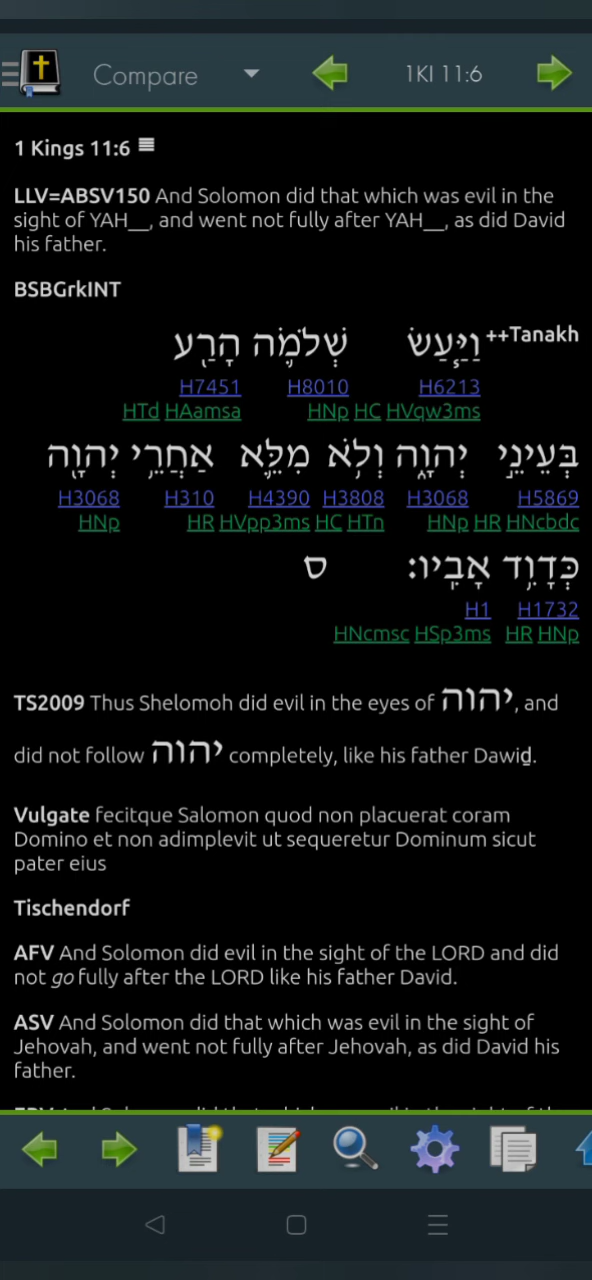 Compare
1KI 11:6
1 Kings 11:6
LLV=ABSV150 And Solomon did that which was evil in the
sight of YAH__, and went not fully after YAH__, as did David
his father.
BSBGrkINT
++Tanakh וַיַּ֧עַשׂ שְׁלֹמֹ֛ה הָרַ֖ע
H7451 H8010 H6213
HTd HAamsa HNp HC HVqw3ms
בְּעֵינֵ֣י יְהוָ֑ה וְלֹ֥א מִלֵּ֛א אַחֲרֵ֥י יְהוָ֖ה
H3068 H310 H4390 H3808 H3068 H5869
HNp HR HVpp3ms HC HTn HNp HR HNcbdc
כְּדָוִ֥ד אָבִֽיו׃ ס
H1 H1732
HNcmsc HSp3ms HR HNp
TS2009 Thus Shelomoh did evil in the eyes of יהוה, and
did not follow יהוה completely, like his father Dawiḏ.
Vulgate fecitque Salomon quod non placuerat coram
Domino et non adimplevit ut sequeretur Dominum sicut
pater eius
Tischendorf
AFV And Solomon did evil in the sight of the LORD and did
not go fully after the LORD like his father David.
ASV And Solomon did that which was evil in the sight of
Jehovah, and went not fully after Jehovah, as did David his
father.